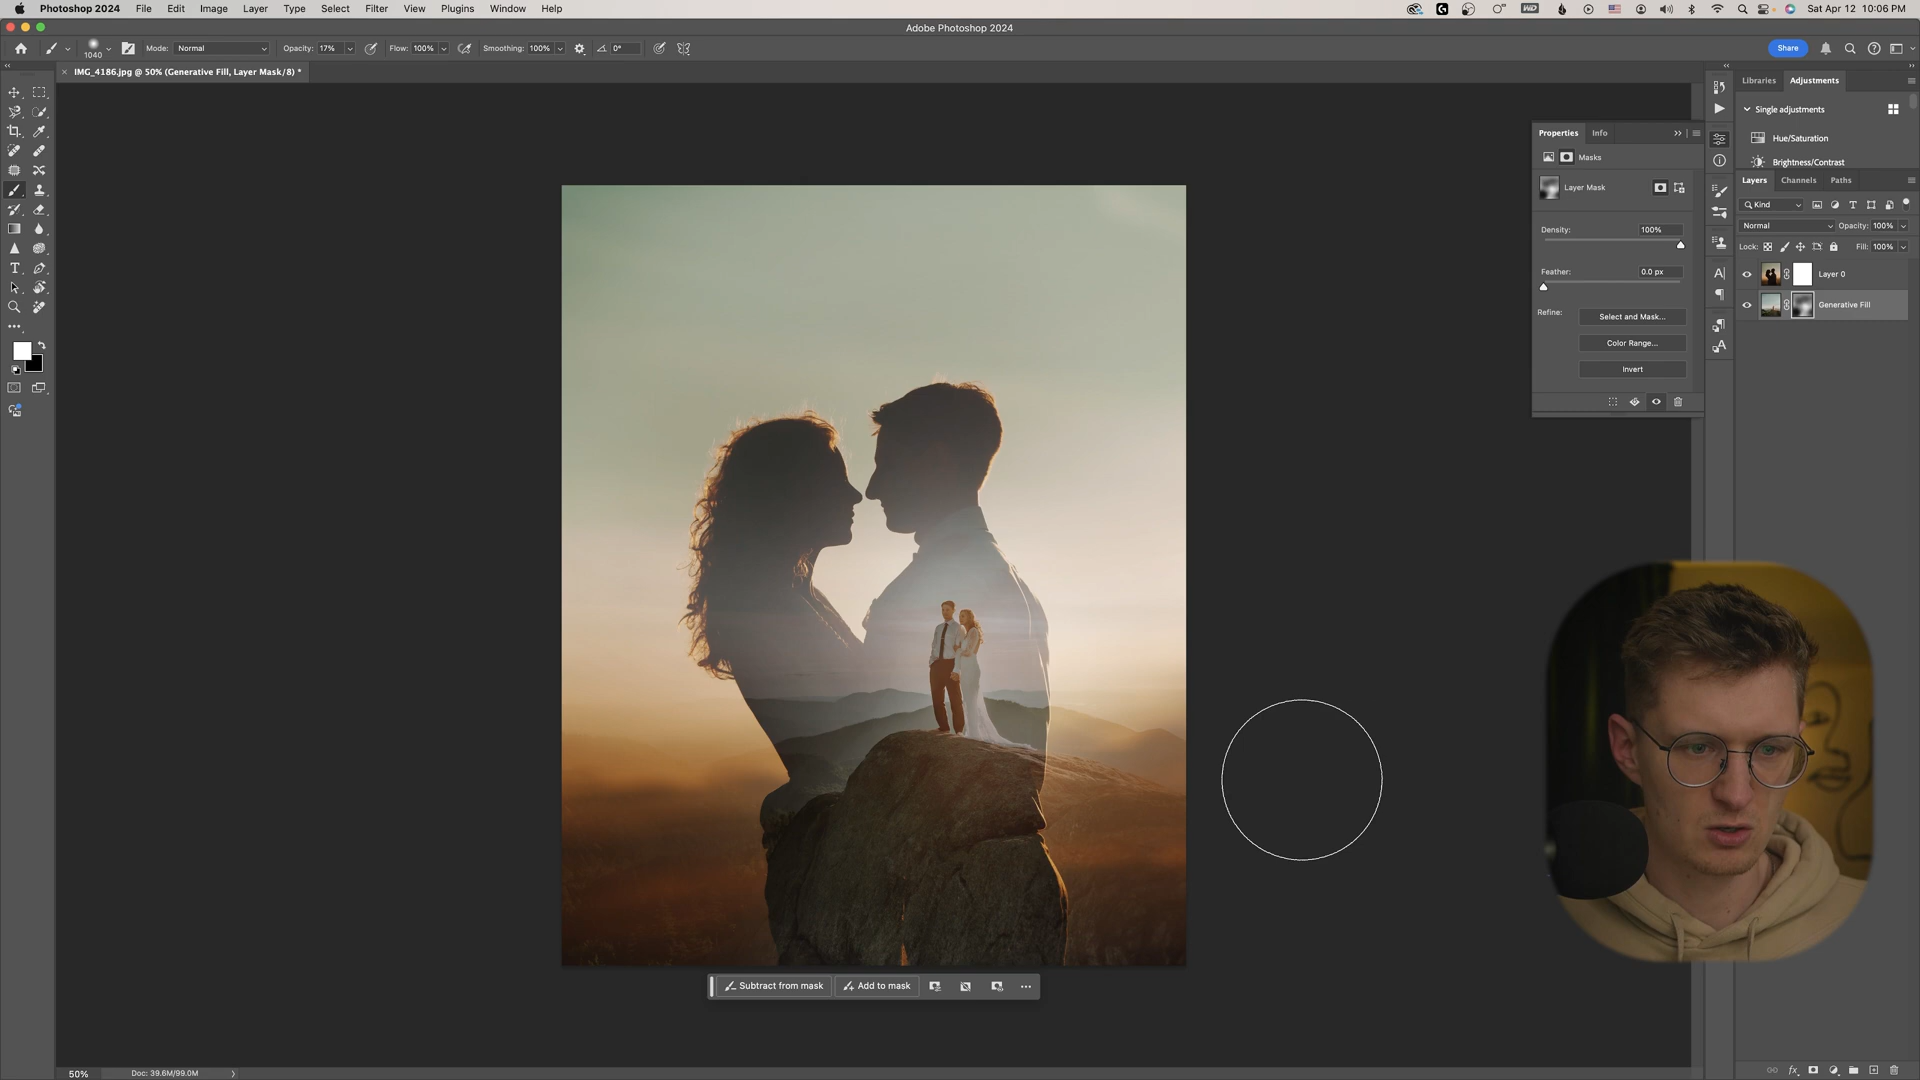 Photoshop 2024 File Edit Image Layer Type Select Filter View Plugins Window Help Sat Apr 12 10:06 PM
Adobe Photoshop 2024
1040 Mode: Normal Opacity: 17% Flow: 100% Smoothing: 100% 0° Share
IMG_4186.jpg @ 50% (Generative Fill, Layer Mask/8) *
Libraries Adjustments
Single adjustments
Hue/Saturation
Brightness/Contrast
Properties Info
Masks
Layer Mask
Density: 100%
Feather: 0.0 px
Refine: Select and Mask...
Color Range...
Invert
Layers Channels Paths
Kind
Normal Opacity: 100%
Lock: Fill: 100%
Layer 0
Generative Fill
Subtract from mask Add to mask
50% Doc: 39.6M/99.0M